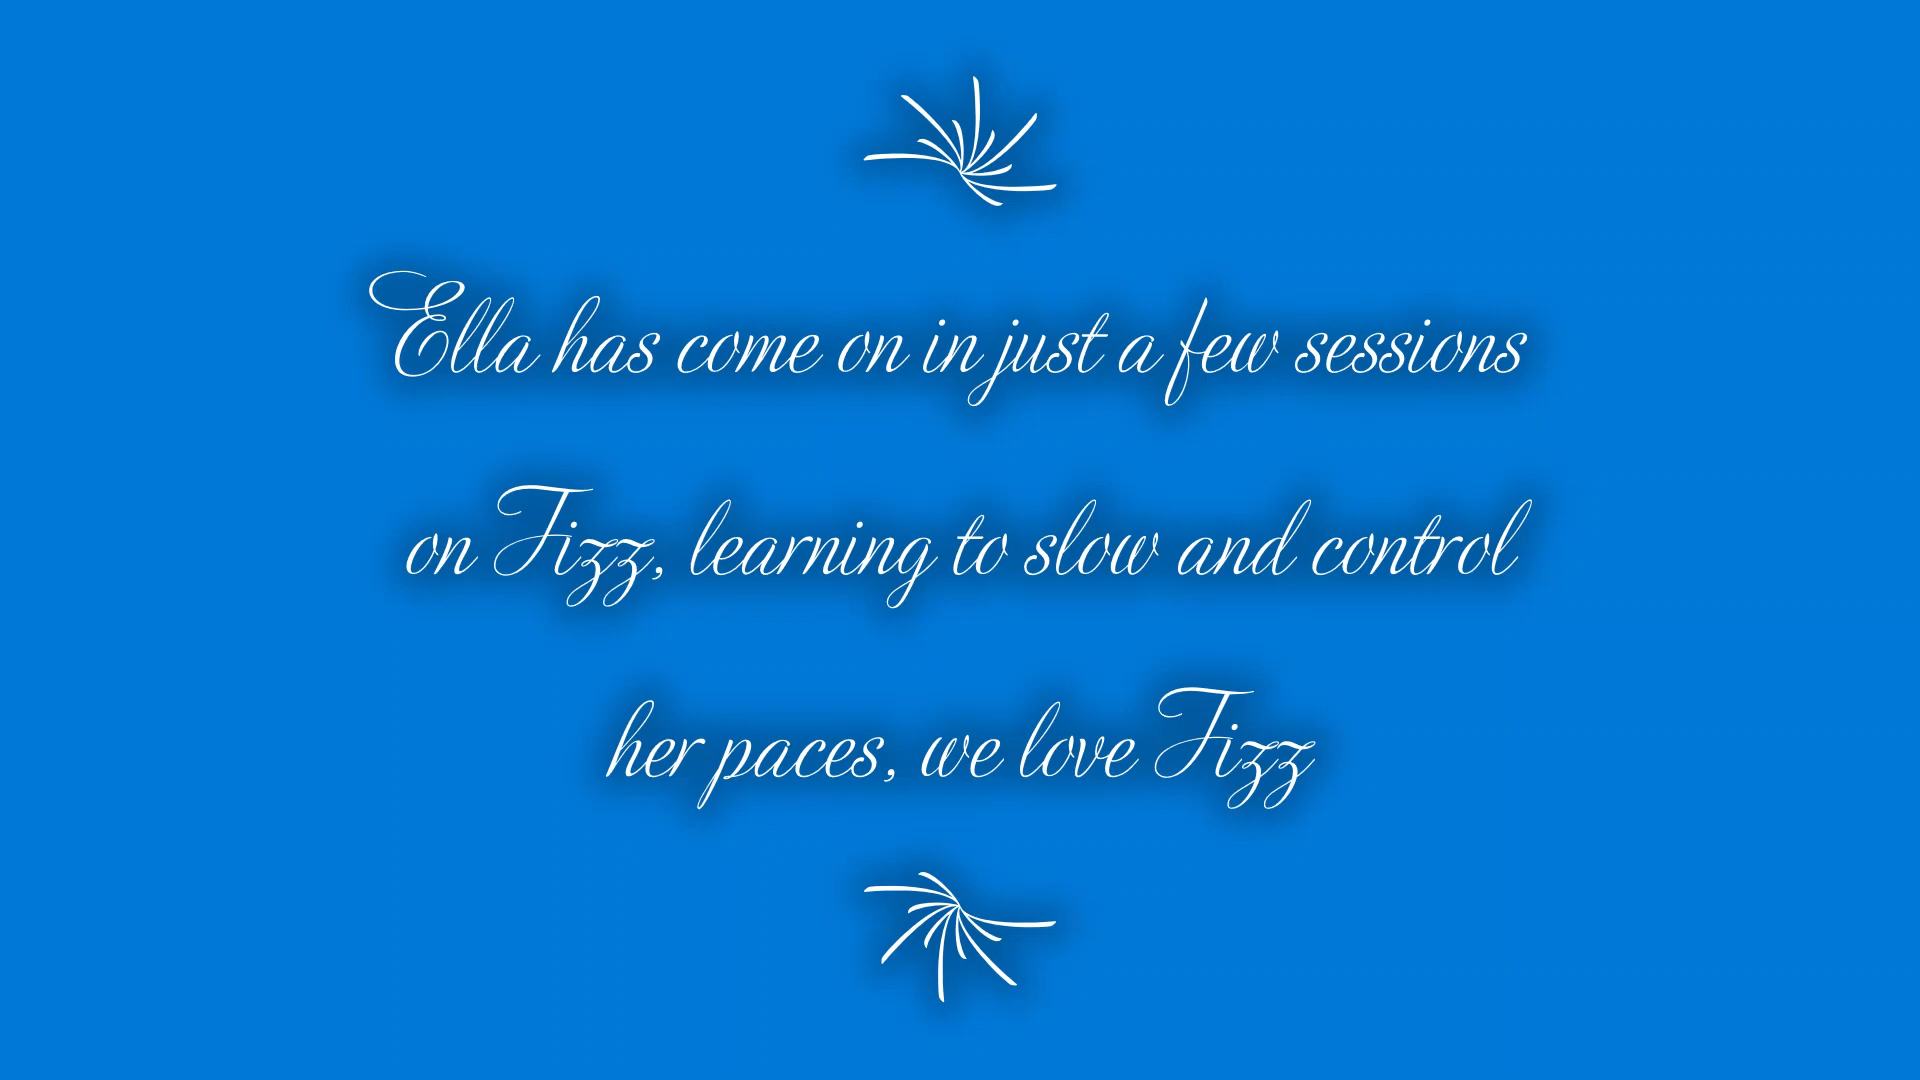 Ella has come on in just a few sessions
on Fizz, learning to slow and control
her paces, we love Fizz